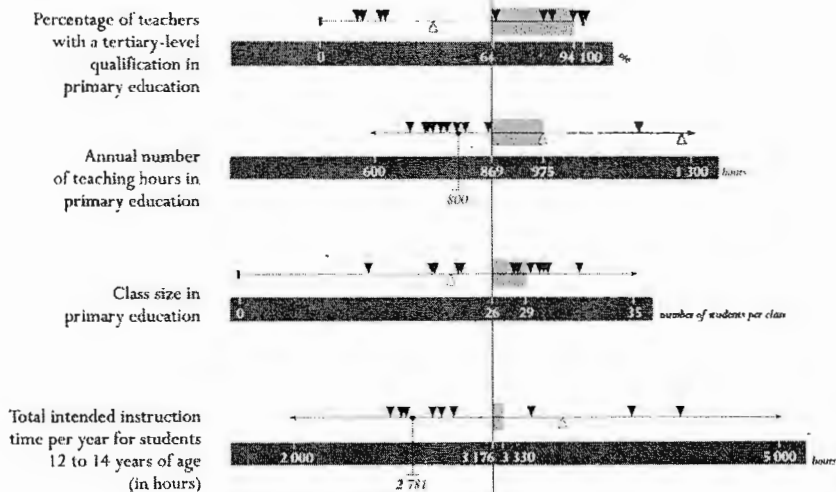 Percentage of teachers
with a tertiary-level
qualification in
primary education
0 64 94 100 %
Annual number
of teaching hours in
primary education
600 869 975 1 300 hours
800
Class size in
primary education
0 26 29 35 number of students per class
Total intended instruction
time per year for students
12 to 14 years of age
(in hours)
2 000 3 176 3 330 5 000 hours
2 781